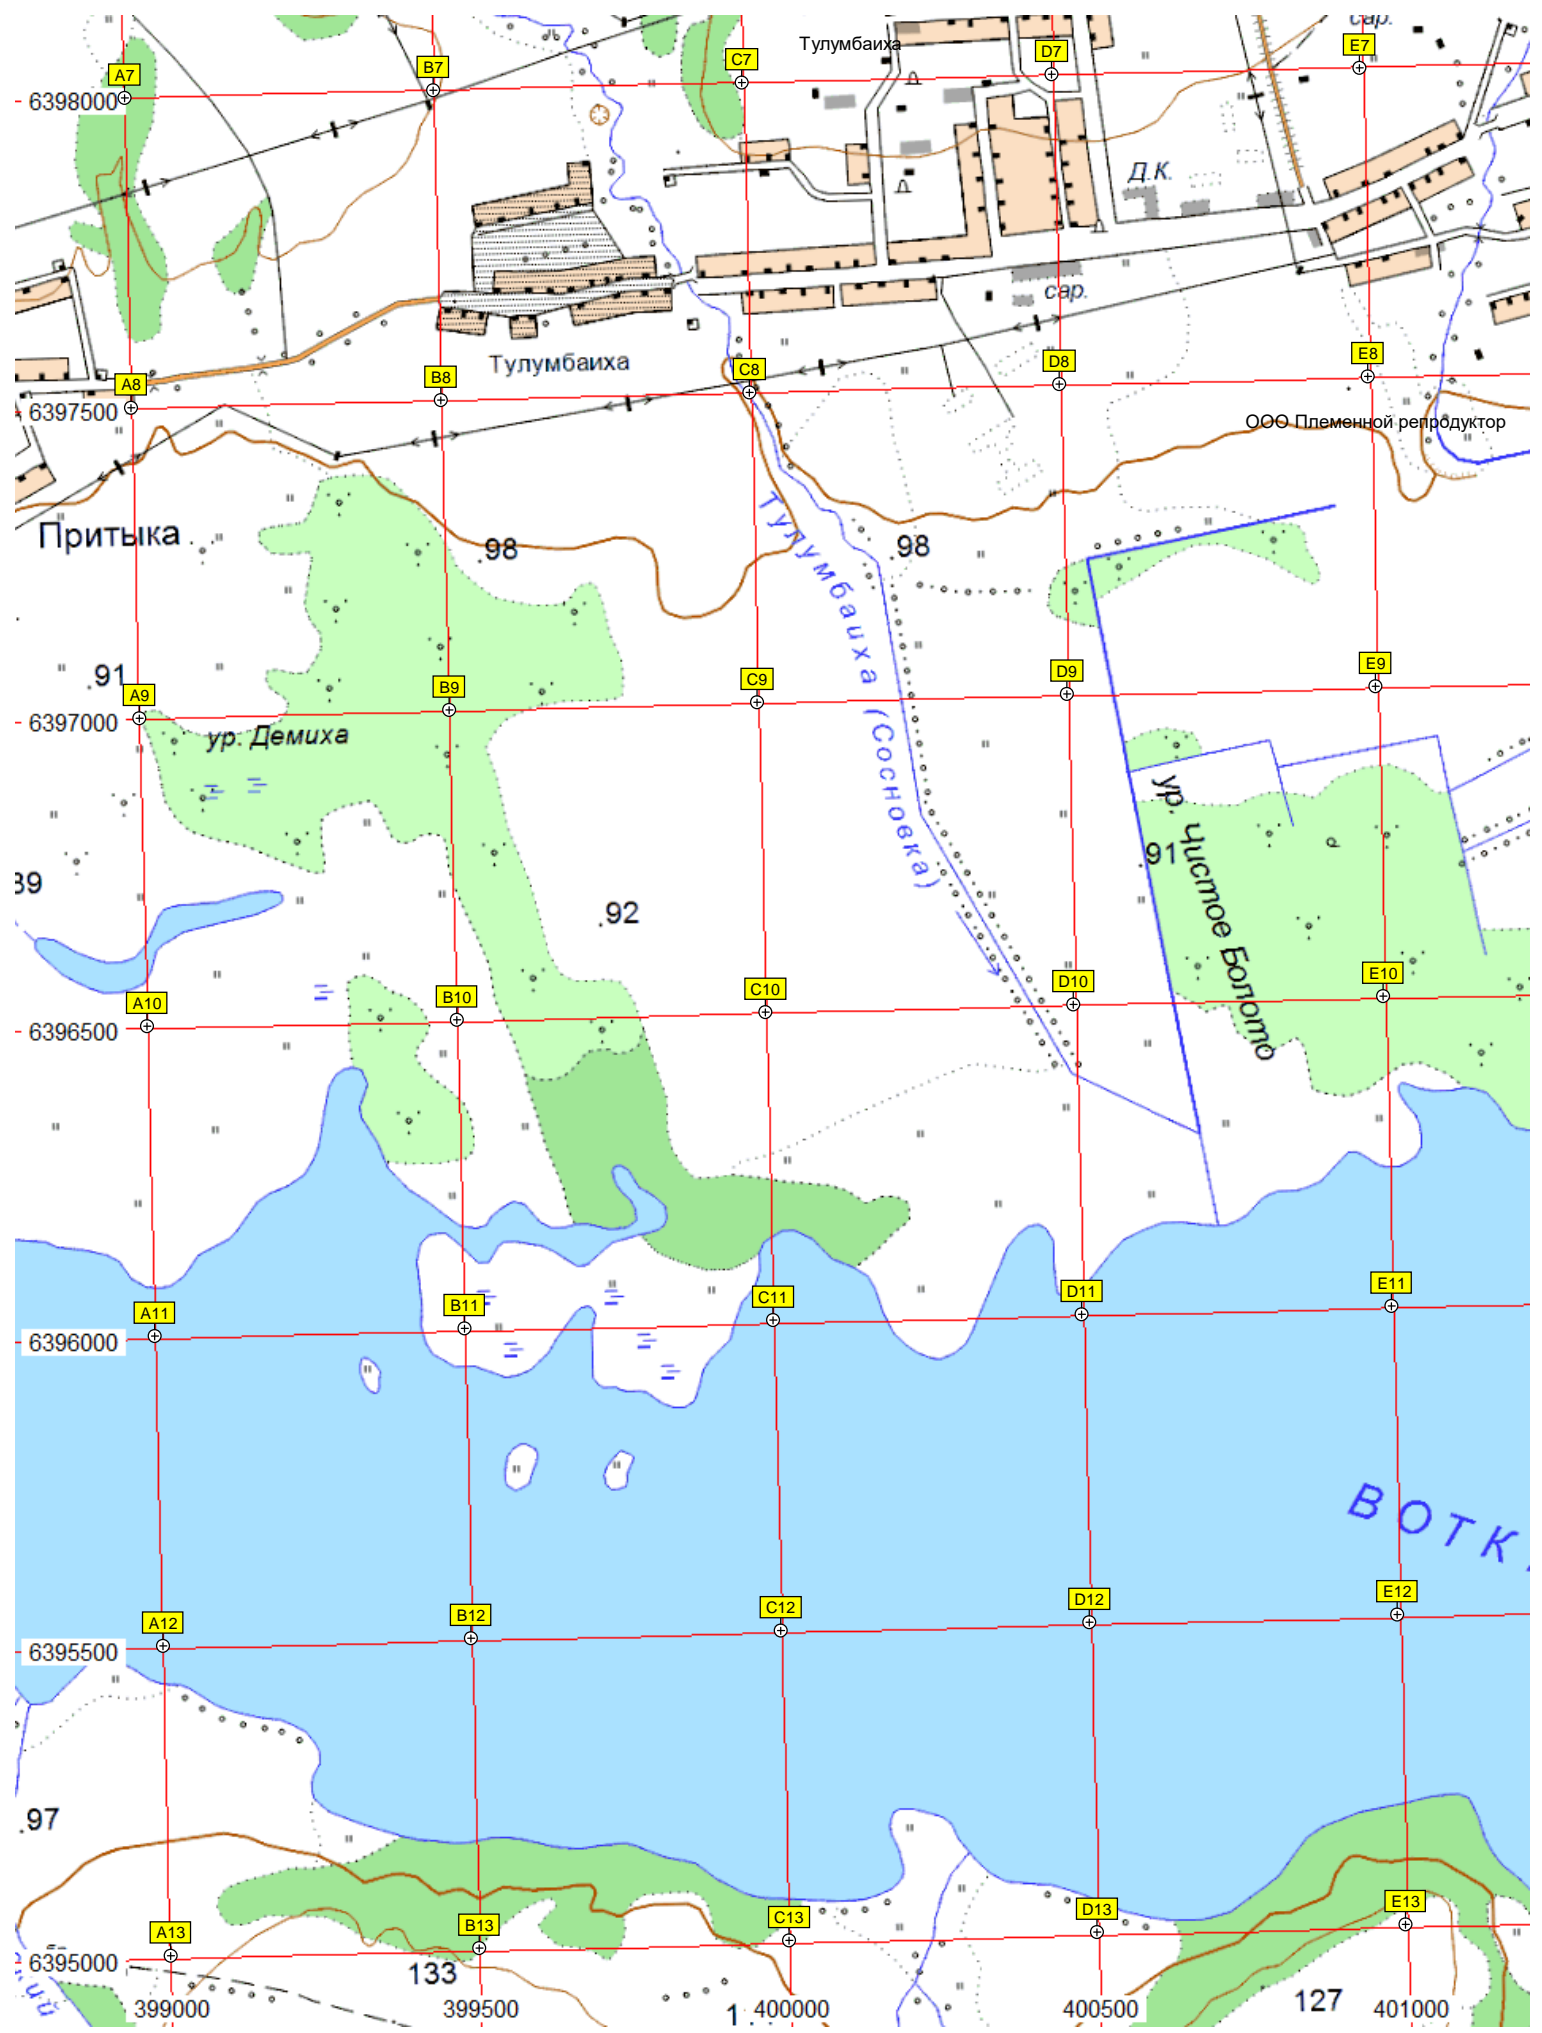 сар.
Тулумбаиха
A7
B7
C7
D7
E7
6398000
Д.К.
сар.
Тулумбаиха
A8
B8
C8
D8
E8
6397500
ООО Племенной репродуктор
Притыка
.98
.98
Тулумбаиха (Сосновка)
.91
A9
B9
C9
D9
E9
6397000
ур. Демиха
ур. Чистое Болото
.91
89
.92
A10
B10
C10
D10
E10
6396500
A11
B11
C11
D11
E11
6396000
ВОТК
A12
B12
C12
D12
E12
6395500
.97
A13
B13
C13
D13
E13
6395000
133
127
кий
1
399000
399500
400000
400500
401000